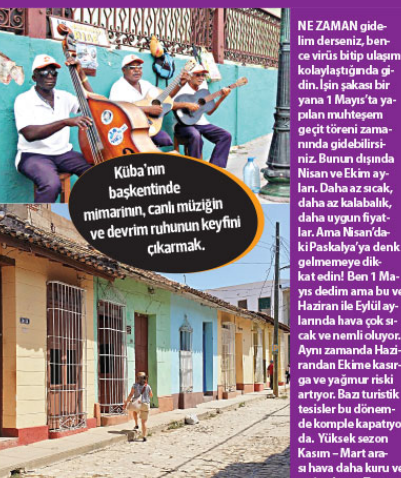 Küba'nın
başkentinde
mimarinin, canlı müziğin
ve devrim ruhunun keyfini
çıkarmak.
NE ZAMAN gide-
lim derseniz, ben-
ce virüs bitip ulaşım
kolaylaştığında gi-
din. İşin şakası bir
yana 1 Mayıs'ta ya-
pılan muhteşem
geçit töreni zama-
nında gidebilirsi-
niz. Bunun dışında
Nisan ve Ekim ay-
ları. Daha az sıcak,
daha az kalabalık,
daha uygun fiyat-
lar. Ama Nisan'da-
ki Paskalya'ya denk
gelmemeye dik-
kat edin! Ben 1 Ma-
yıs dedim ama bu ve
Haziran ile Eylül ay-
larında hava çok sı-
cak ve nemli oluyor.
Aynı zamanda Hazi-
randan Ekime kasır-
ga ve yağmur riski
artıyor. Bazı turistik
tesisler bu dönem-
de komple kapatıyo
da. Yüksek sezon
Kasım – Mart ara-
sı hava daha kuru ve